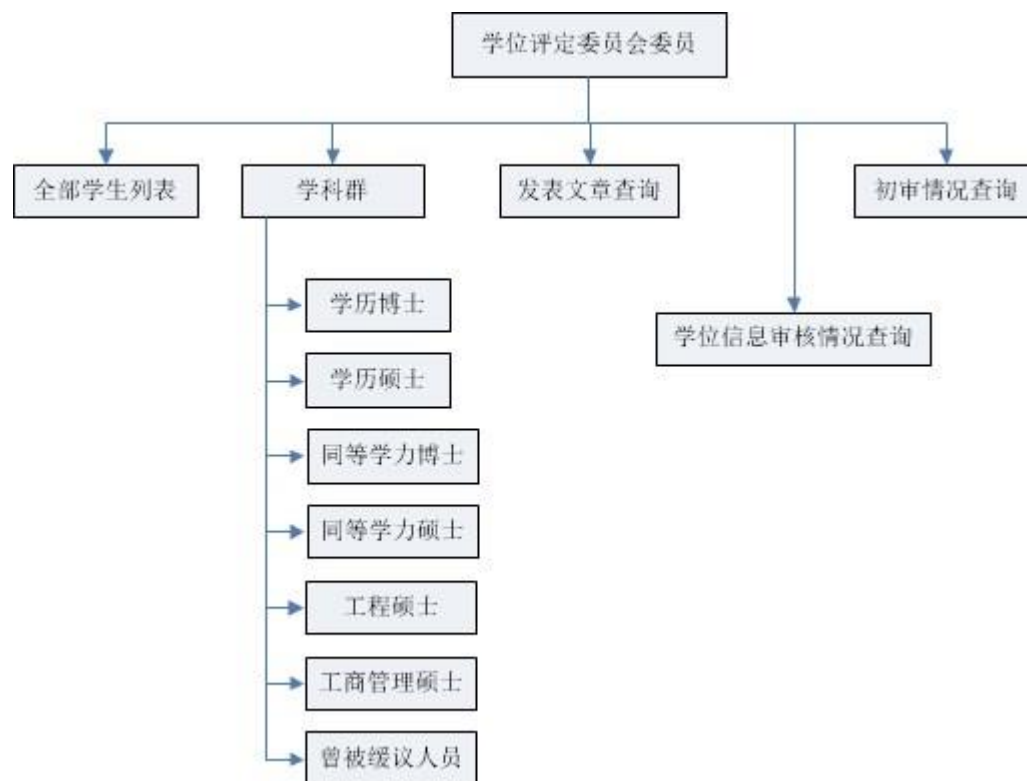 学位评定委员会委员
全部学生列表
学科群
发表文章查询
初审情况查询
学历博士
学位信息审核情况查询
学历硕士
同等学力博士
同等学力硕士
工程硕士
工商管理硕士
曾被缓议人员